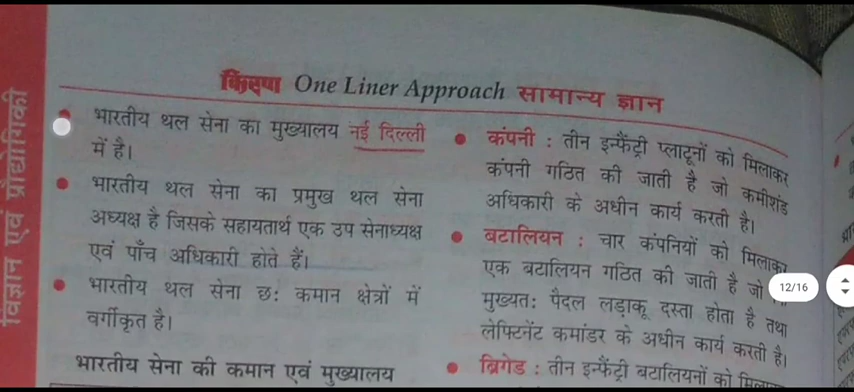 किरण One Liner Approach सामान्य ज्ञान
भारतीय थल सेना का मुख्यालय नई दिल्ली
में है।
भारतीय थल सेना का प्रमुख थल सेना
अध्यक्ष है जिसके सहायतार्थ एक उप सेनाध्यक्ष
एवं पाँच अधिकारी होते हैं।
भारतीय थल सेना छः कमान क्षेत्रों में
वर्गीकृत है।
भारतीय सेना की कमान एवं मुख्यालय
कंपनी : तीन इन्फैंट्री प्लाटूनों को मिलाकर
कंपनी गठित की जाती है जो कमीशंड
अधिकारी के अधीन कार्य करती है।
बटालियन : चार कंपनियों को मिलाकर
एक बटालियन गठित की जाती है जो
मुख्यतः पैदल लड़ाकू दस्ता होता है तथा
लेफ्टिनेंट कमांडर के अधीन कार्य करती है।
ब्रिगेड : तीन इन्फैंट्री बटालियनों को
विज्ञान एवं प्रौद्योगिकी
12/16